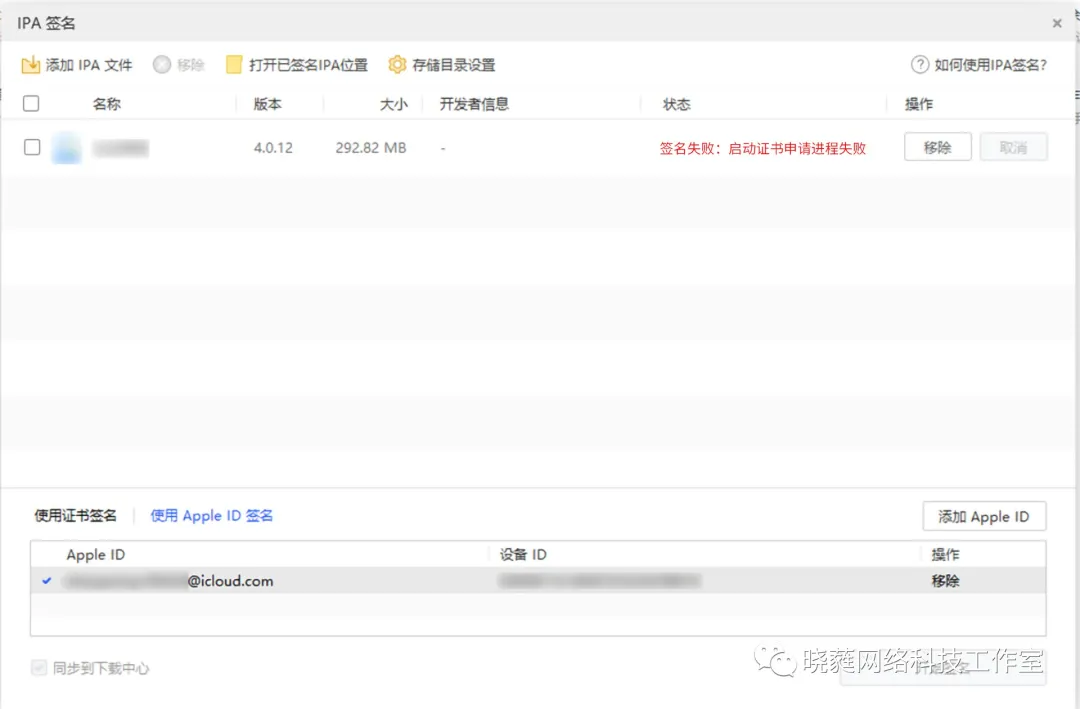 IPA 签名
添加 IPA 文件 移除 打开已签名IPA位置 存储目录设置 如何使用IPA签名?
名称 版本 大小 开发者信息 状态 操作
4.0.12 292.82 MB - 签名失败：启动证书申请进程失败 移除 取消
使用证书签名 使用 Apple ID 签名 添加 Apple ID
Apple ID 设备 ID 操作
@icloud.com 移除
同步到下载中心 晓蕤网络科技工作室